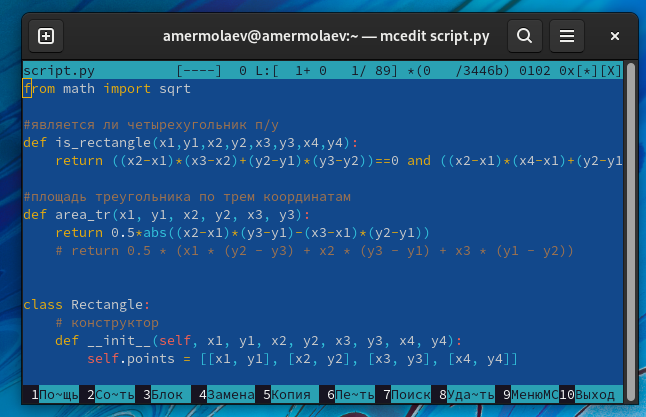 amermolaev@amermolaev:~ — mcedit script.py
script.py          [----]  0 L:[  1+ 0   1/ 89] *(0   /3446b) 0102 0x[*][X]
from math import sqrt
#является ли четырехугольник п/у
def is_rectangle(x1,y1,x2,y2,x3,y3,x4,y4):
    return ((x2-x1)*(x3-x2)+(y2-y1)*(y3-y2))==0 and ((x2-x1)*(x4-x1)+(y2-y1
#площадь треугольника по трем координатам
def area_tr(x1, y1, x2, y2, x3, y3):
    return 0.5*abs((x2-x1)*(y3-y1)-(x3-x1)*(y2-y1))
    # return 0.5 * (x1 * (y2 - y3) + x2 * (y3 - y1) + x3 * (y1 - y2))
class Rectangle:
    # конструктор
    def __init__(self, x1, y1, x2, y2, x3, y3, x4, y4):
        self.points = [[x1, y1], [x2, y2], [x3, y3], [x4, y4]]
1По~щь 2Со~ть 3Блок 4Замена 5Копия 6Пе~ть 7Поиск 8Уда~ть 9МенюMC 10Выход